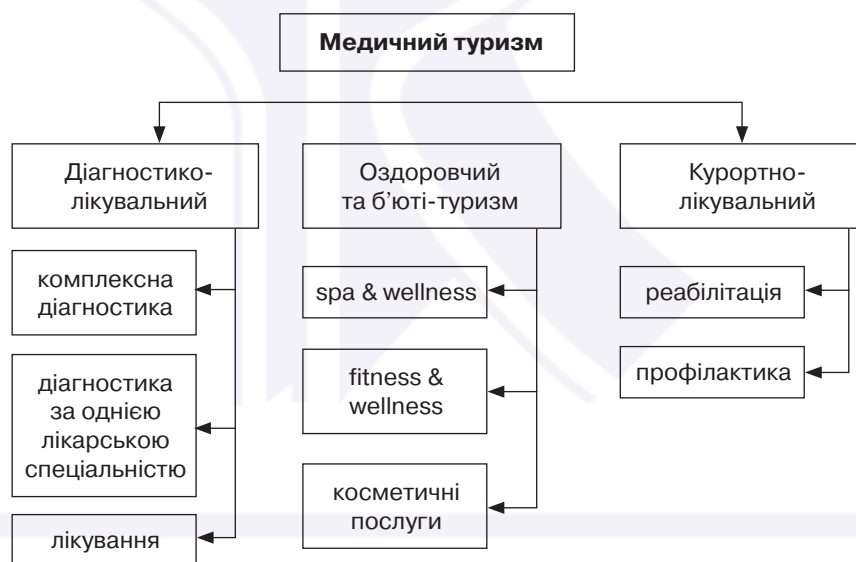 Медичний туризм
Діагностико-
лікувальний
комплексна
діагностика
діагностика
за однією
лікарською
спеціальністю
лікування
Оздоровчий
та б’юті-туризм
spa & wellness
fitness &
wellness
косметичні
послуги
Курортно-
лікувальний
реабілітація
профілактика